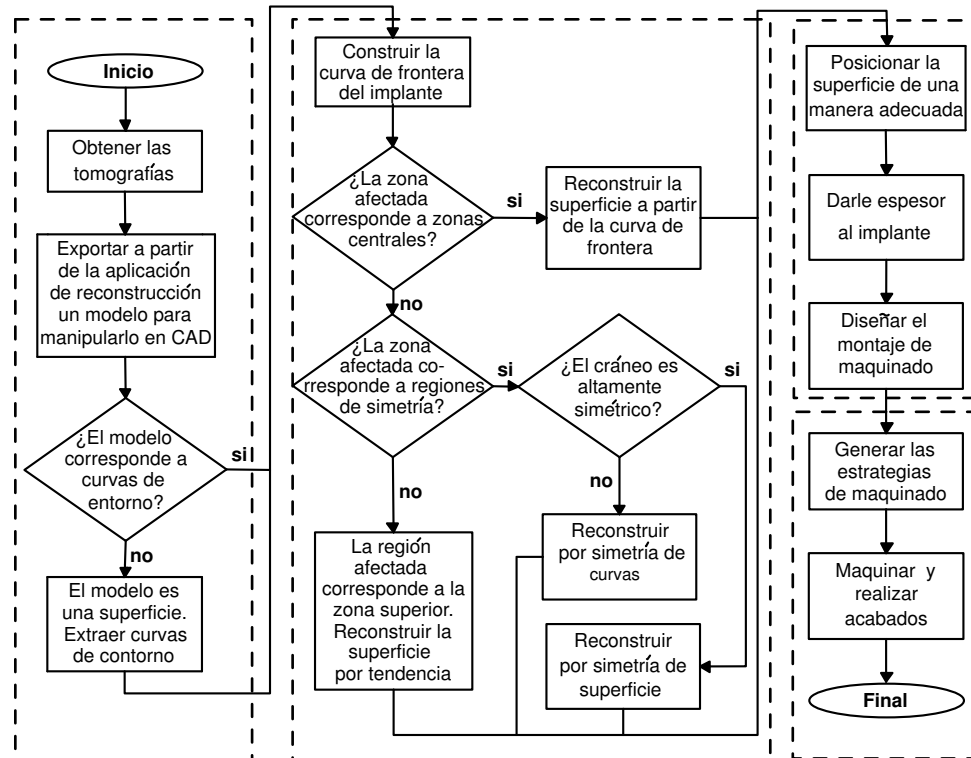 Inicio
Obtener las
tomografías
Exportar a partir
de la aplicación
de reconstrucción
un modelo para
manipularlo en CAD
¿El modelo
corresponde a
curvas de
entorno?
si
no
El modelo es
una superficie.
Extraer curvas
de contorno
Construir la
curva de frontera
del implante
¿La zona
afectada
corresponde a zonas
centrales?
si
Reconstruir la
superficie a partir
de la curva de
frontera
no
¿La zona
afectada co-
rresponde a regiones
de simetría?
si
¿El cráneo es
altamente
simétrico?
si
no
no
La región
afectada
corresponde a la
zona superior.
Reconstruir la
superficie
por tendencia
Reconstruir
por simetría de
curvas
Reconstruir
por simetría de
superficie
Posicionar la
superficie de una
manera adecuada
Darle espesor
al implante
Diseñar el
montaje de
maquinado
Generar las
estrategias
de maquinado
Maquinar y
realizar
acabados
Final